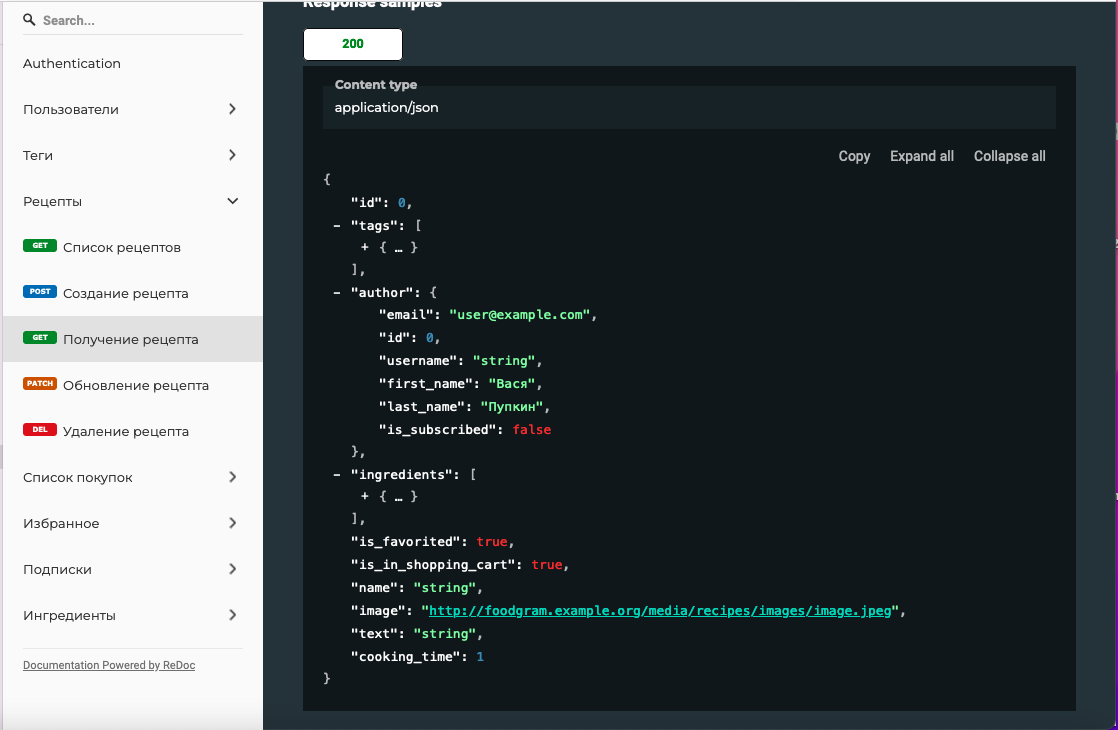 Search...
Authentication
Пользователи
Теги
Рецепты
GET Список рецептов
POST Создание рецепта
GET Получение рецепта
PATCH Обновление рецепта
DEL Удаление рецепта
Список покупок
Избранное
Подписки
Ингредиенты
Documentation Powered by ReDoc
Response samples
200
Content type
application/json
Copy Expand all Collapse all
{
"id": 0,
− "tags": [
+ { … }
],
− "author": {
"email": "user@example.com",
"id": 0,
"username": "string",
"first_name": "Вася",
"last_name": "Пупкин",
"is_subscribed": false
},
− "ingredients": [
+ { … }
],
"is_favorited": true,
"is_in_shopping_cart": true,
"name": "string",
"image": "http://foodgram.example.org/media/recipes/images/image.jpeg",
"text": "string",
"cooking_time": 1
}